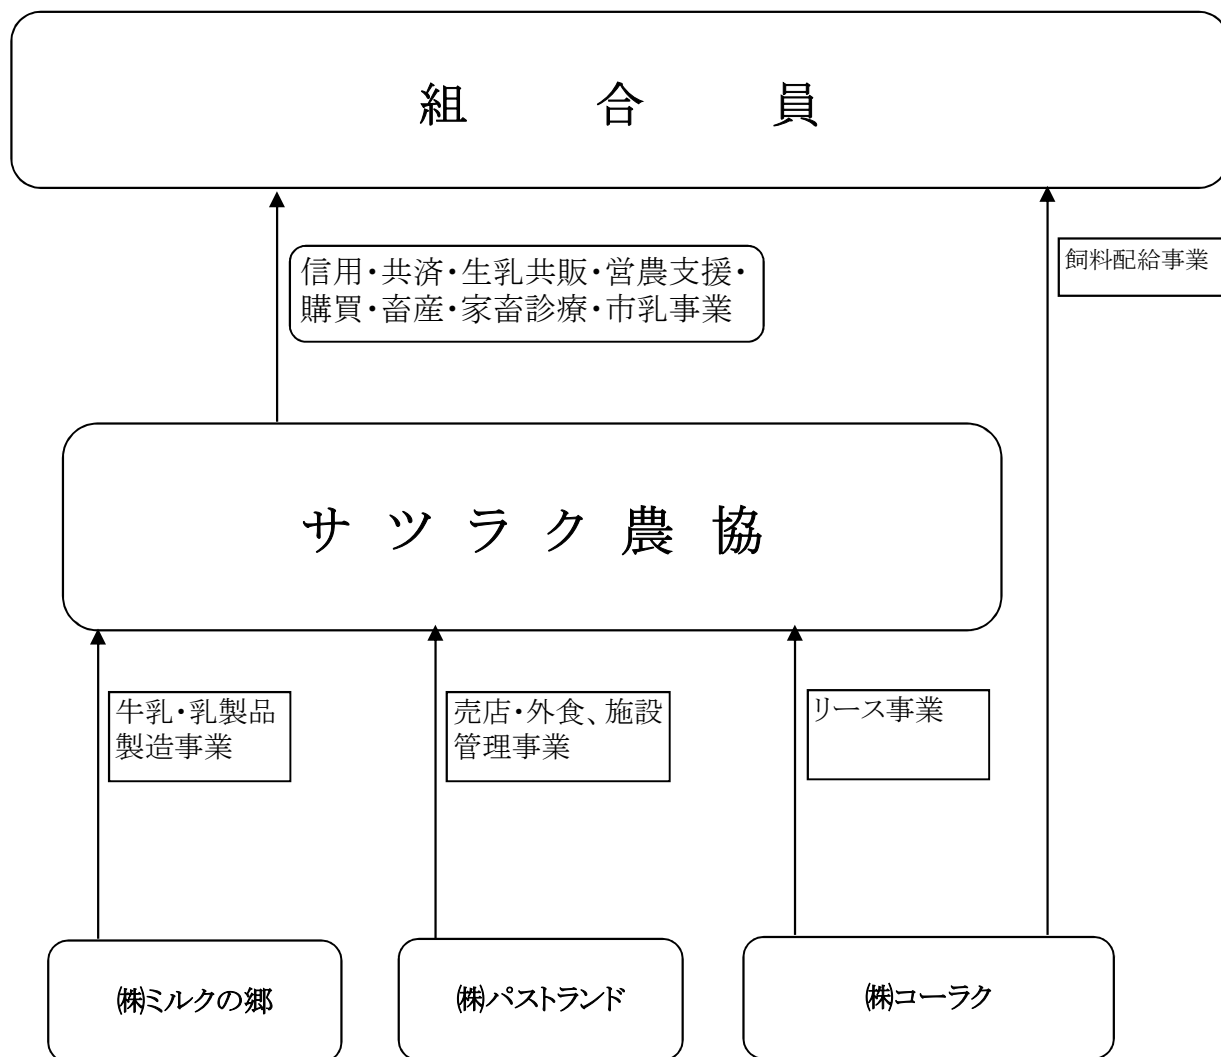 組合員
信用・共済・生乳共販・営農支援・
購買・畜産・家畜診療・市乳事業
飼料配給事業
サツラク農協
牛乳・乳製品
製造事業
売店・外食、施設
管理事業
リース事業
㈱ミルクの郷
㈱パストランド
㈱コーラク